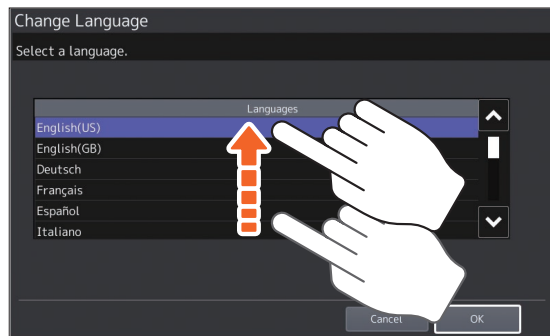 Change Language
Select a language.
Languages
English(US)
English(GB)
Deutsch
Français
Español
Italiano
Cancel
OK